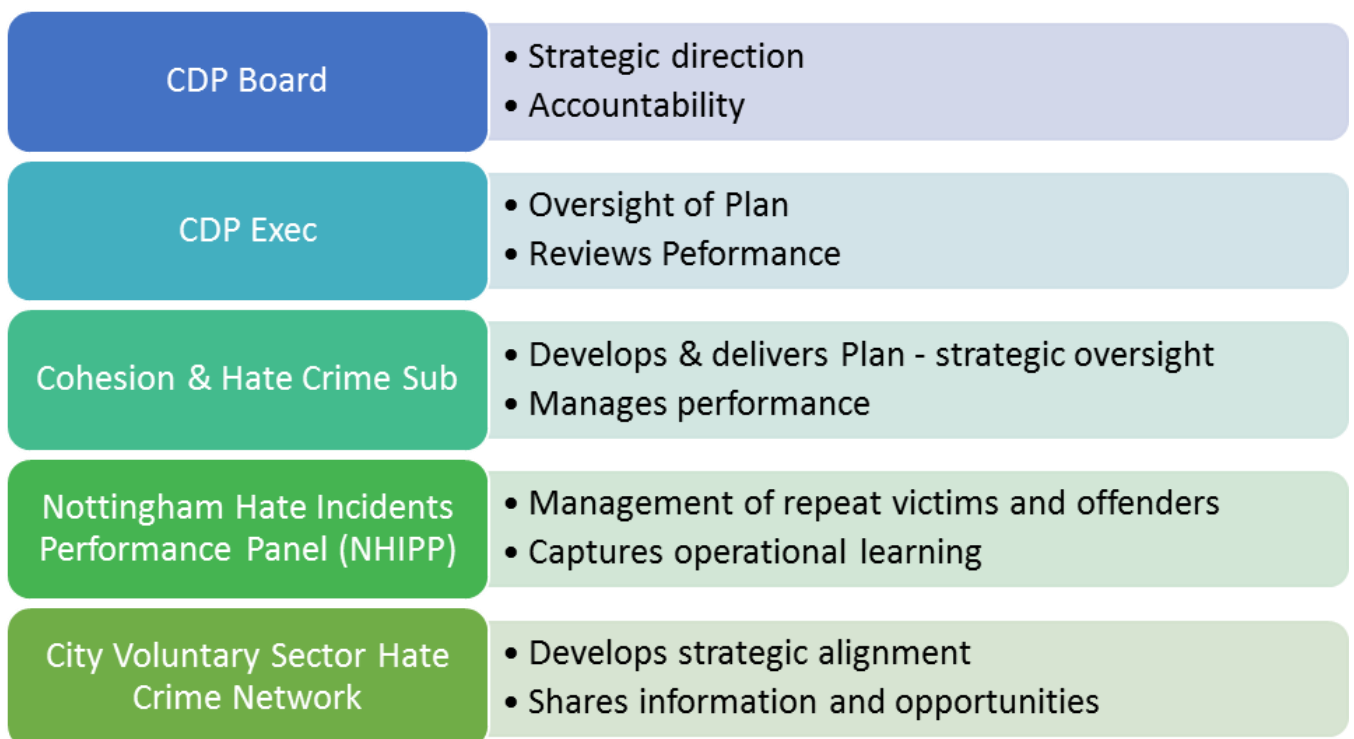 CDP Board
• Strategic direction
• Accountability
CDP Exec
• Oversight of Plan
• Reviews Peformance
Cohesion & Hate Crime Sub
• Develops & delivers Plan - strategic oversight
• Manages performance
Nottingham Hate Incidents
Performance Panel (NHIPP)
• Management of repeat victims and offenders
• Captures operational learning
City Voluntary Sector Hate
Crime Network
• Develops strategic alignment
• Shares information and opportunities